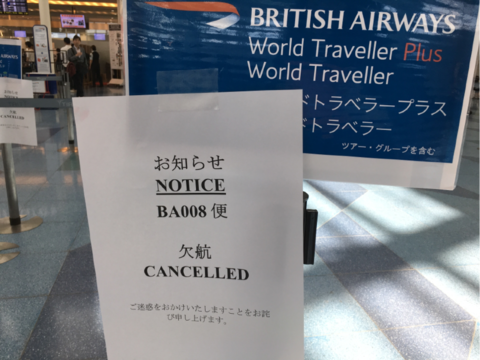 BRITISH AIRWAYS
World Traveller Plus
World Traveller
ドトラベラープラス
ドトラベラー
ツアー・グループを含む
お知らせ
NOTICE
BA008 便
欠航
CANCELLED
ご迷惑をおかけいたしますことをお詫
び申し上げます。